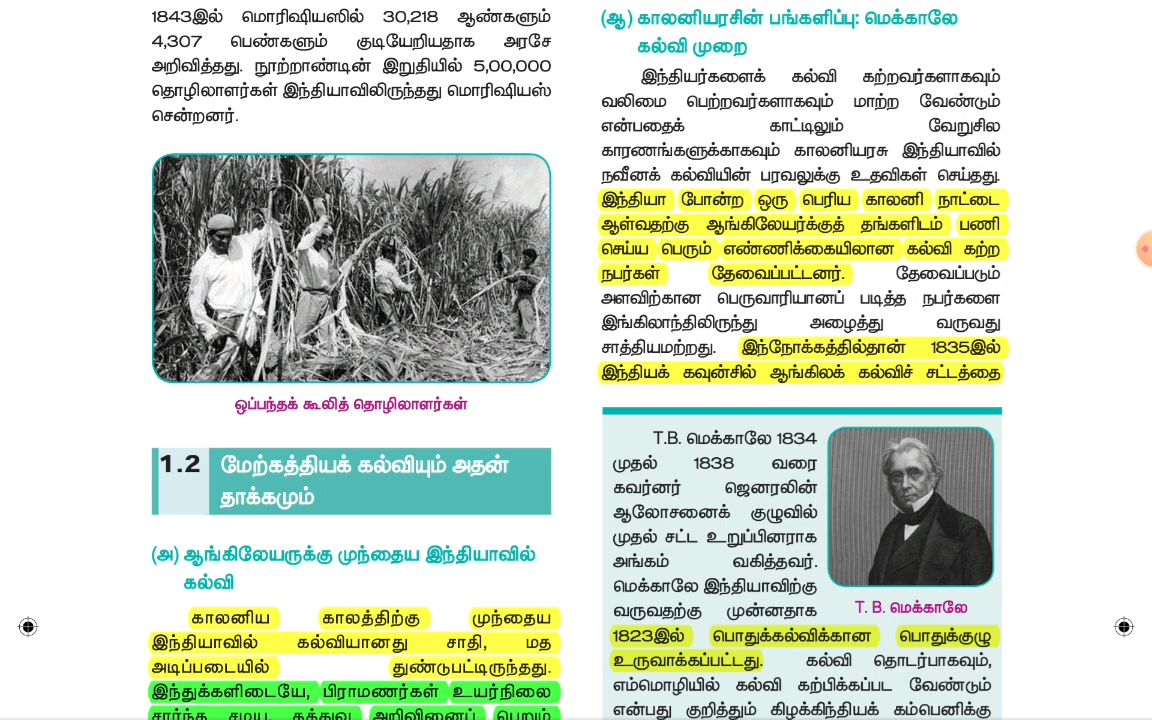 1843இல் மொரிஷியஸில் 30,218 ஆண்களும்
4,307 பெண்களும் குடியேறியதாக அரசே
அறிவித்தது. நூற்றாண்டின் இறுதியில் 5,00,000
தொழிலாளர்கள் இந்தியாவிலிருந்தது மொரிஷியஸ்
சென்றனர்.
ஒப்பந்தக் கூலித் தொழிலாளர்கள்
1.2 மேற்கத்தியக் கல்வியும் அதன்
தாக்கமும்
(அ) ஆங்கிலேயருக்கு முந்தைய இந்தியாவில்
கல்வி
காலனிய காலத்திற்கு முந்தைய
இந்தியாவில் கல்வியானது சாதி, மத
அடிப்படையில் துண்டுபட்டிருந்தது.
இந்துக்களிடையே, பிராமணர்கள் உயர்நிலை
சார்ந்த சமய, தத்துவ அறிவினைப் பெறும்
(ஆ) காலனியரசின் பங்களிப்பு: மெக்காலே
கல்வி முறை
இந்தியர்களைக் கல்வி கற்றவர்களாகவும்
வலிமை பெற்றவர்களாகவும் மாற்ற வேண்டும்
என்பதைக் காட்டிலும் வேறுசில
காரணங்களுக்காகவும் காலனியரசு இந்தியாவில்
நவீனக் கல்வியின் பரவலுக்கு உதவிகள் செய்தது.
இந்தியா போன்ற ஒரு பெரிய காலனி நாட்டை
ஆள்வதற்கு ஆங்கிலேயர்க்குத் தங்களிடம் பணி
செய்ய பெரும் எண்ணிக்கையிலான கல்வி கற்ற
நபர்கள் தேவைப்பட்டனர். தேவைப்படும்
அளவிற்கான பெருவாரியானப் படித்த நபர்களை
இங்கிலாந்திலிருந்து அழைத்து வருவது
சாத்தியமற்றது. இந்நோக்கத்தில்தான் 1835இல்
இந்தியக் கவுன்சில் ஆங்கிலக் கல்விச் சட்டத்தை
T.B. மெக்காலே 1834
முதல் 1838 வரை
கவர்னர் ஜெனரலின்
ஆலோசனைக் குழுவில்
முதல் சட்ட உறுப்பினராக
அங்கம் வகித்தவர்.
மெக்காலே இந்தியாவிற்கு
வருவதற்கு முன்னதாக
T. B. மெக்காலே
1823இல் பொதுக்கல்விக்கான பொதுக்குழு
உருவாக்கப்பட்டது. கல்வி தொடர்பாகவும்,
எம்மொழியில் கல்வி கற்பிக்கப்பட வேண்டும்
என்பது குறித்தும் கிழக்கிந்தியக் கம்பெனிக்கு